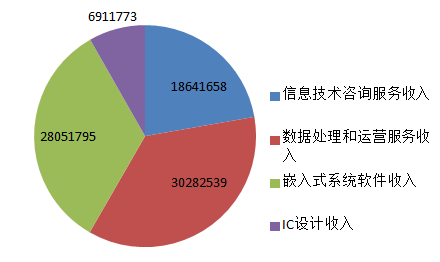 6911773
18641658
28051795
30282539
信息技术咨询服务收入
数据处理和运营服务收
入
嵌入式系统软件收入
IC设计收入